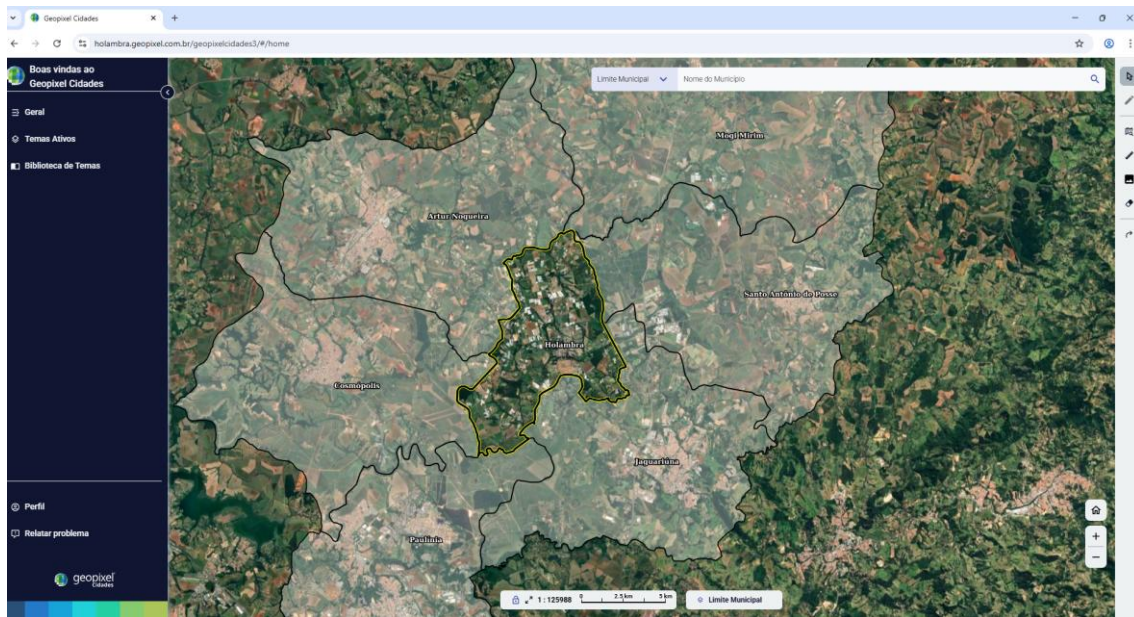 Geopixel Cidades
holambra.geopixel.com.br/geopixelcidades3/#/home
Boas vindas ao
Geopixel Cidades
Geral
Temas Ativos
Biblioteca de Temas
Limite Municipal
Nome do Município
Mogi Mirim
Artur Nogueira
Santo Antônio de Posse
Holambra
Cosmópolis
Jaguariúna
Paulínia
Perfil
Relatar problema
geopixel
Cidades
1 : 125988
0 2.5 km 5 km
Limite Municipal